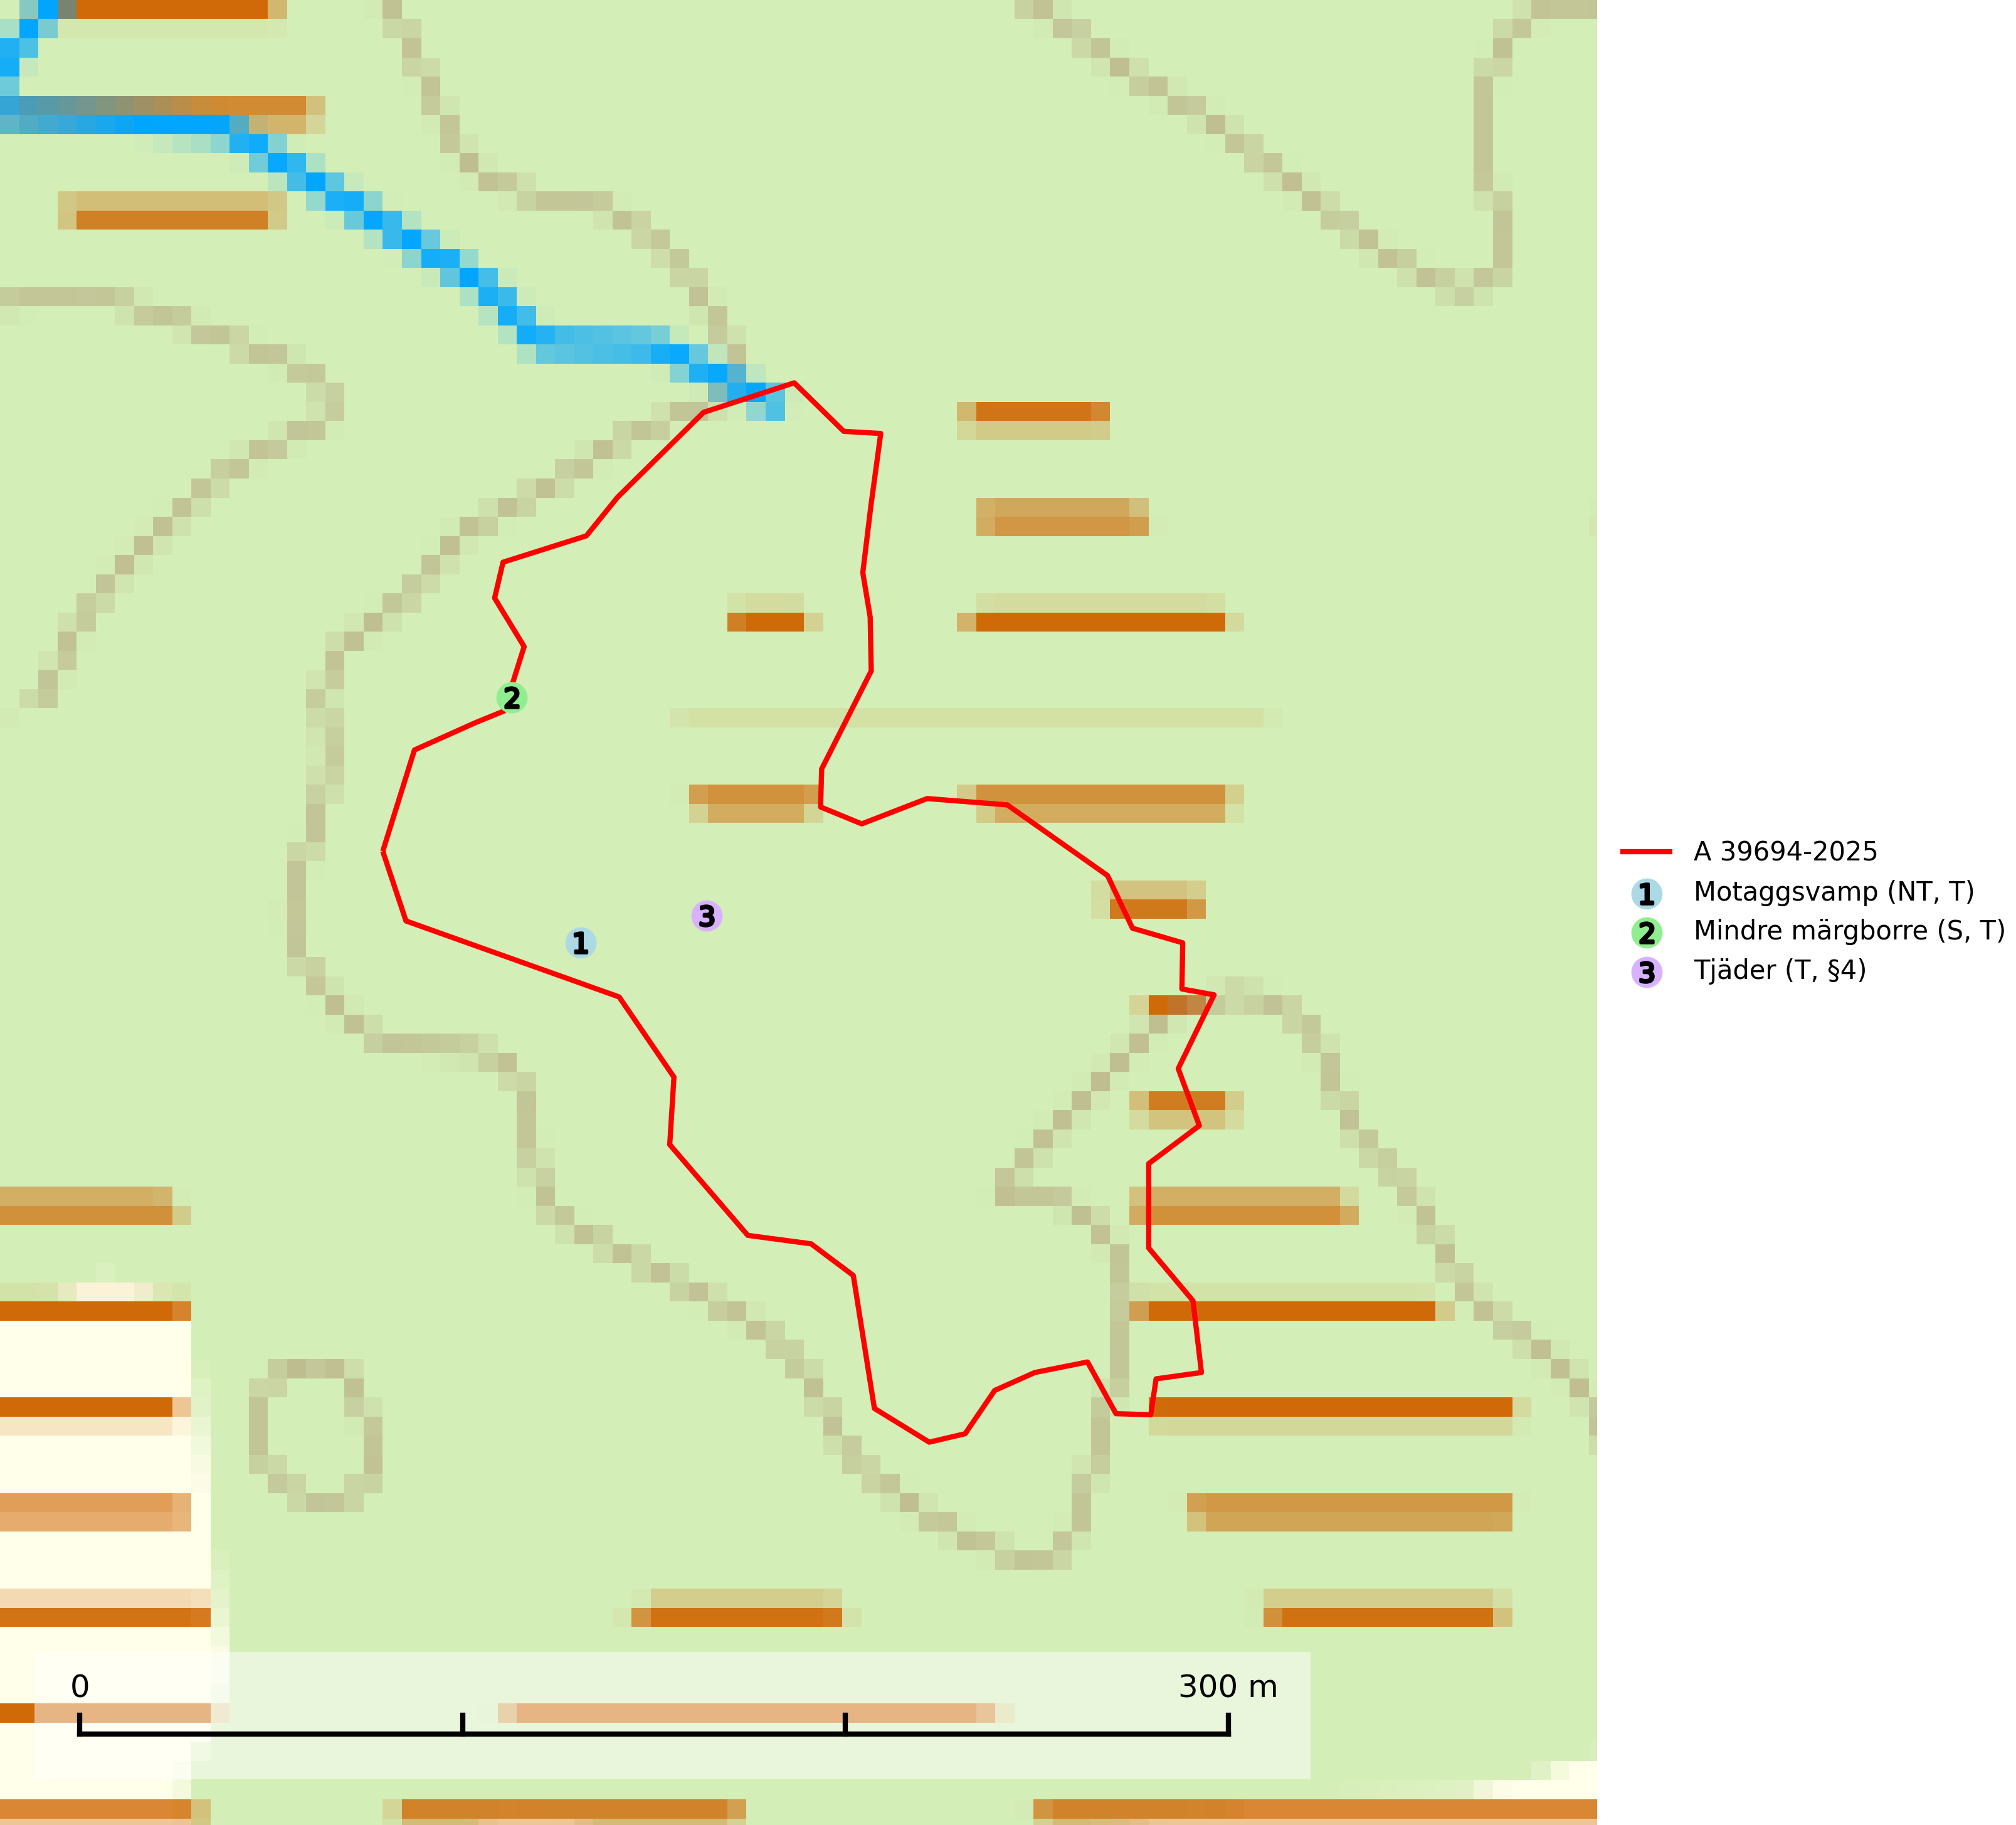 2
3
1
A 39694-2025
1 Motaggsvamp (NT, T)
2 Mindre märgborre (S, T)
3 Tjäder (T, §4)
0 300 m